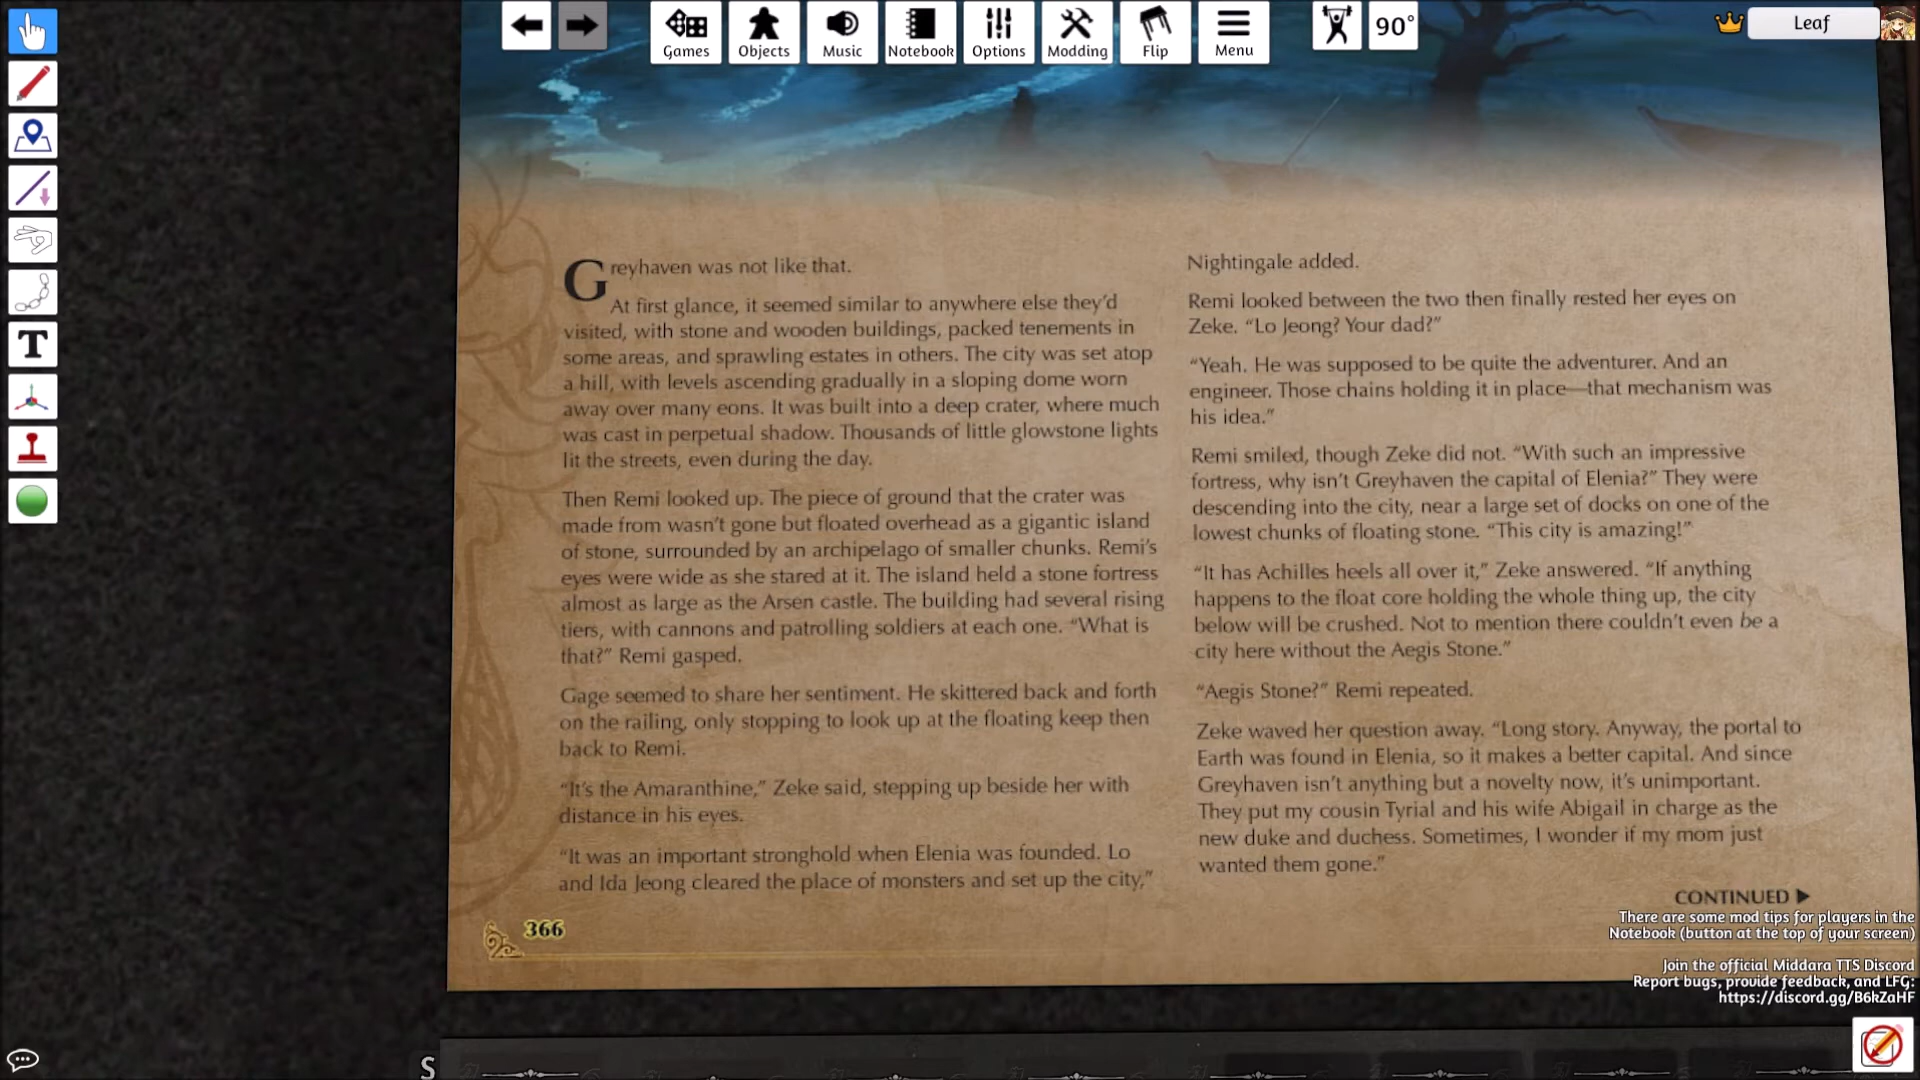 Games
Objects
Music
Notebook
Options
Modding
Flip
Menu
90°
Leaf
Greyhaven was not like that.
At first glance, it seemed similar to anywhere else they'd
visited, with stone and wooden buildings, packed tenements in
some areas, and sprawling estates in others. The city was set atop
a hill, with levels ascending gradually in a sloping dome worn
away over many eons. It was built into a deep crater, where much
was cast in perpetual shadow. Thousands of little glowstone lights
lit the streets, even during the day.
Then Remi looked up. The piece of ground that the crater was
made from wasn't gone but floated overhead as a gigantic island
of stone, surrounded by an archipelago of smaller chunks. Remi's
eyes were wide as she stared at it. The island held a stone fortress
almost as large as the Arsen castle. The building had several rising
tiers, with cannons and patrolling soldiers at each one. “What is
that?” Remi gasped.
Gage seemed to share her sentiment. He skittered back and forth
on the railing, only stopping to look up at the floating keep then
back to Remi.
“It's the Amaranthine,” Zeke said, stepping up beside her with
distance in his eyes.
“It was an important stronghold when Elenia was founded. Lo
and Ida Jeong cleared the place of monsters and set up the city,”
366
Nightingale added.
Remi looked between the two then finally rested her eyes on
Zeke. “Lo Jeong? Your dad?”
“Yeah. He was supposed to be quite the adventurer. And an
engineer. Those chains holding it in place—that mechanism was
his idea.”
Remi smiled, though Zeke did not. “With such an impressive
fortress, why isn't Greyhaven the capital of Elenia?” They were
descending into the city, near a large set of docks on one of the
lowest chunks of floating stone. “This city is amazing!”
“It has Achilles heels all over it,” Zeke answered. “If anything
happens to the float core holding the whole thing up, the city
below will be crushed. Not to mention there couldn't even be a
city here without the Aegis Stone.”
“Aegis Stone?” Remi repeated.
Zeke waved her question away. “Long story. Anyway, the portal to
Earth was found in Elenia, so it makes a better capital. And since
Greyhaven isn't anything but a novelty now, it's unimportant.
They put my cousin Tyrial and his wife Abigail in charge as the
new duke and duchess. Sometimes, I wonder if my mom just
wanted them gone.”
CONTINUED ▶
There are some mod tips for players in the
Notebook (button at the top of your screen)
Join the official Middara TTS Discord
Report bugs, provide feedback, and LFG:
https://discord.gg/B6kZaHF
T
S